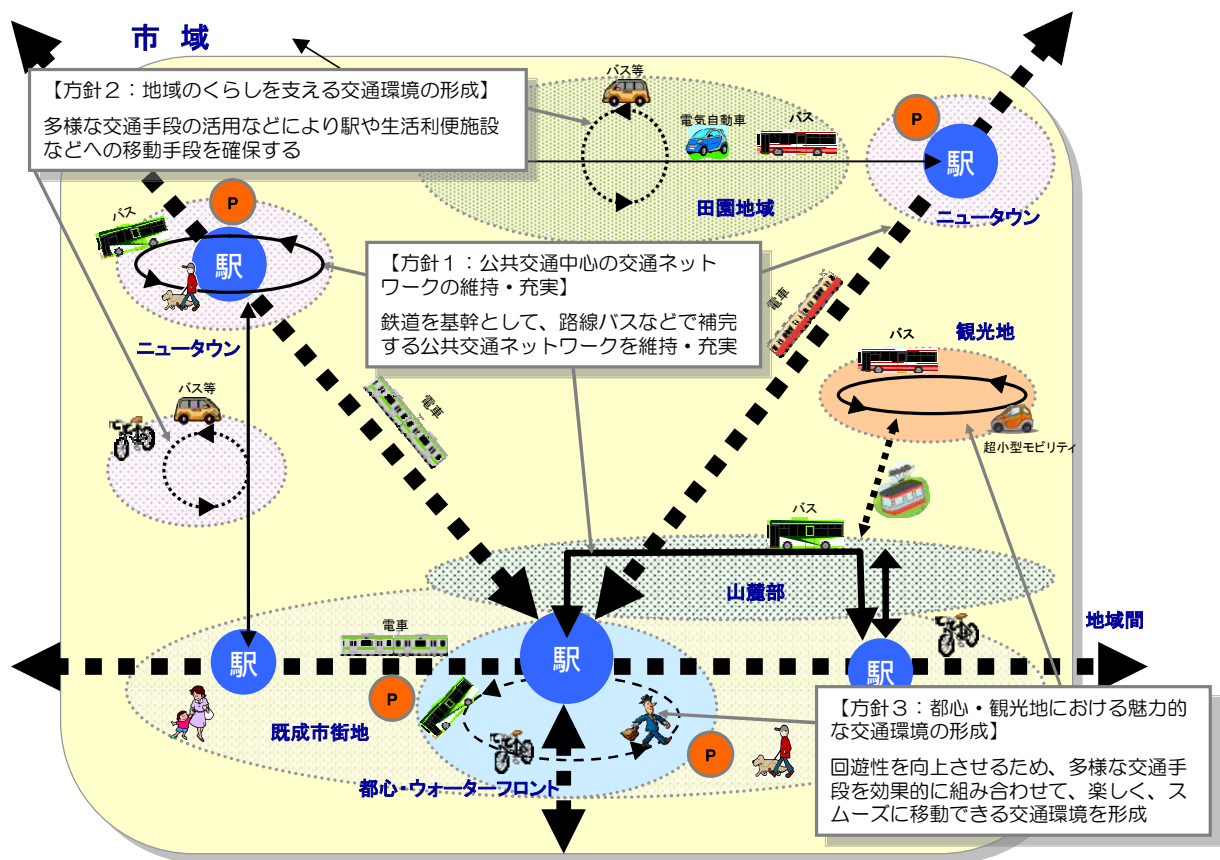 市 域
【方針２：地域のくらしを支える交通環境の形成】
多様な交通手段の活用などにより駅や生活利便施設
などへの移動手段を確保する
バス等
電気自動車
バス
P
駅
田園地域
ニュータウン
バス
P
駅
ニュータウン
【方針１：公共交通中心の交通ネット
ワークの維持・充実】
鉄道を基幹として、路線バスなどで補完
する公共交通ネットワークを維持・充実
電車
バス
観光地
超小型モビリティ
バス等
電車
バス
山麓部
地域間
電車
駅
駅
駅
P
既成市街地
都心・ウォーターフロント
P
【方針３：都心・観光地における魅力的
な交通環境の形成】
回遊性を向上させるため、多様な交通手
段を効果的に組み合わせて、楽しく、ス
ムーズに移動できる交通環境を形成